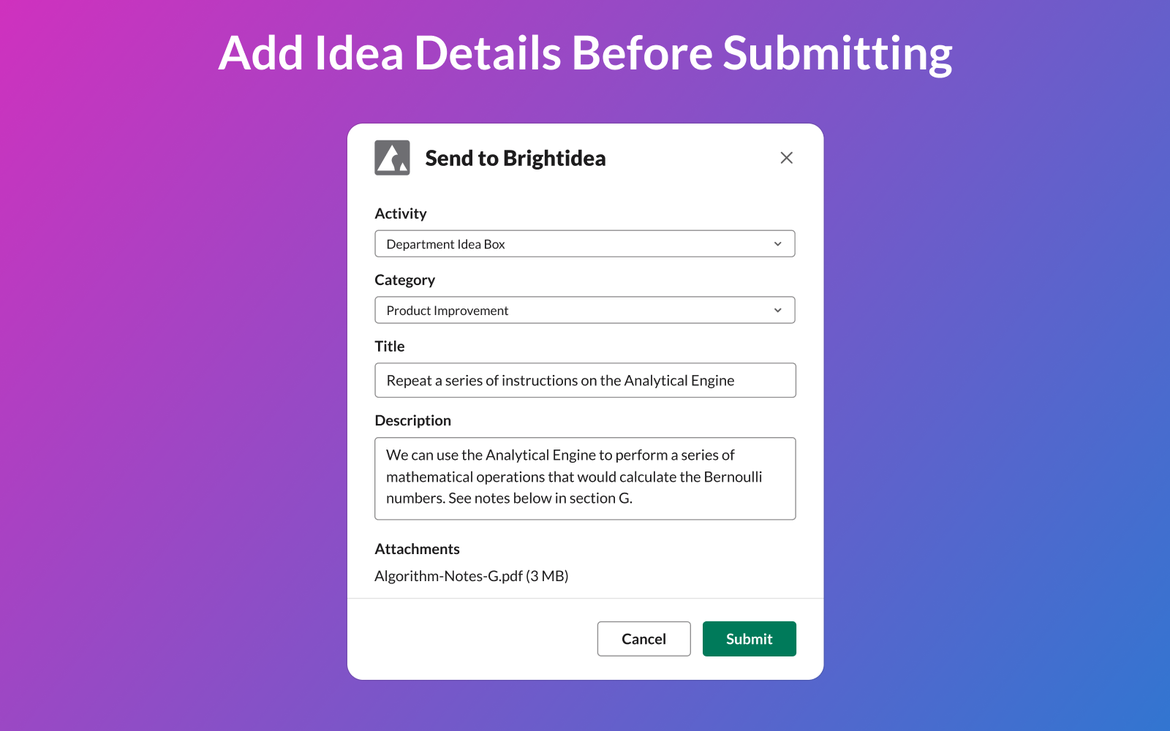 Add Idea Details Before Submitting
Send to Brightidea
Activity
Department Idea Box
Category
Product Improvement
Title
Repeat a series of instructions on the Analytical Engine
Description
We can use the Analytical Engine to perform a series of
mathematical operations that would calculate the Bernoulli
numbers. See notes below in section G.
Attachments
Algorithm-Notes-G.pdf (3 MB)
Cancel
Submit